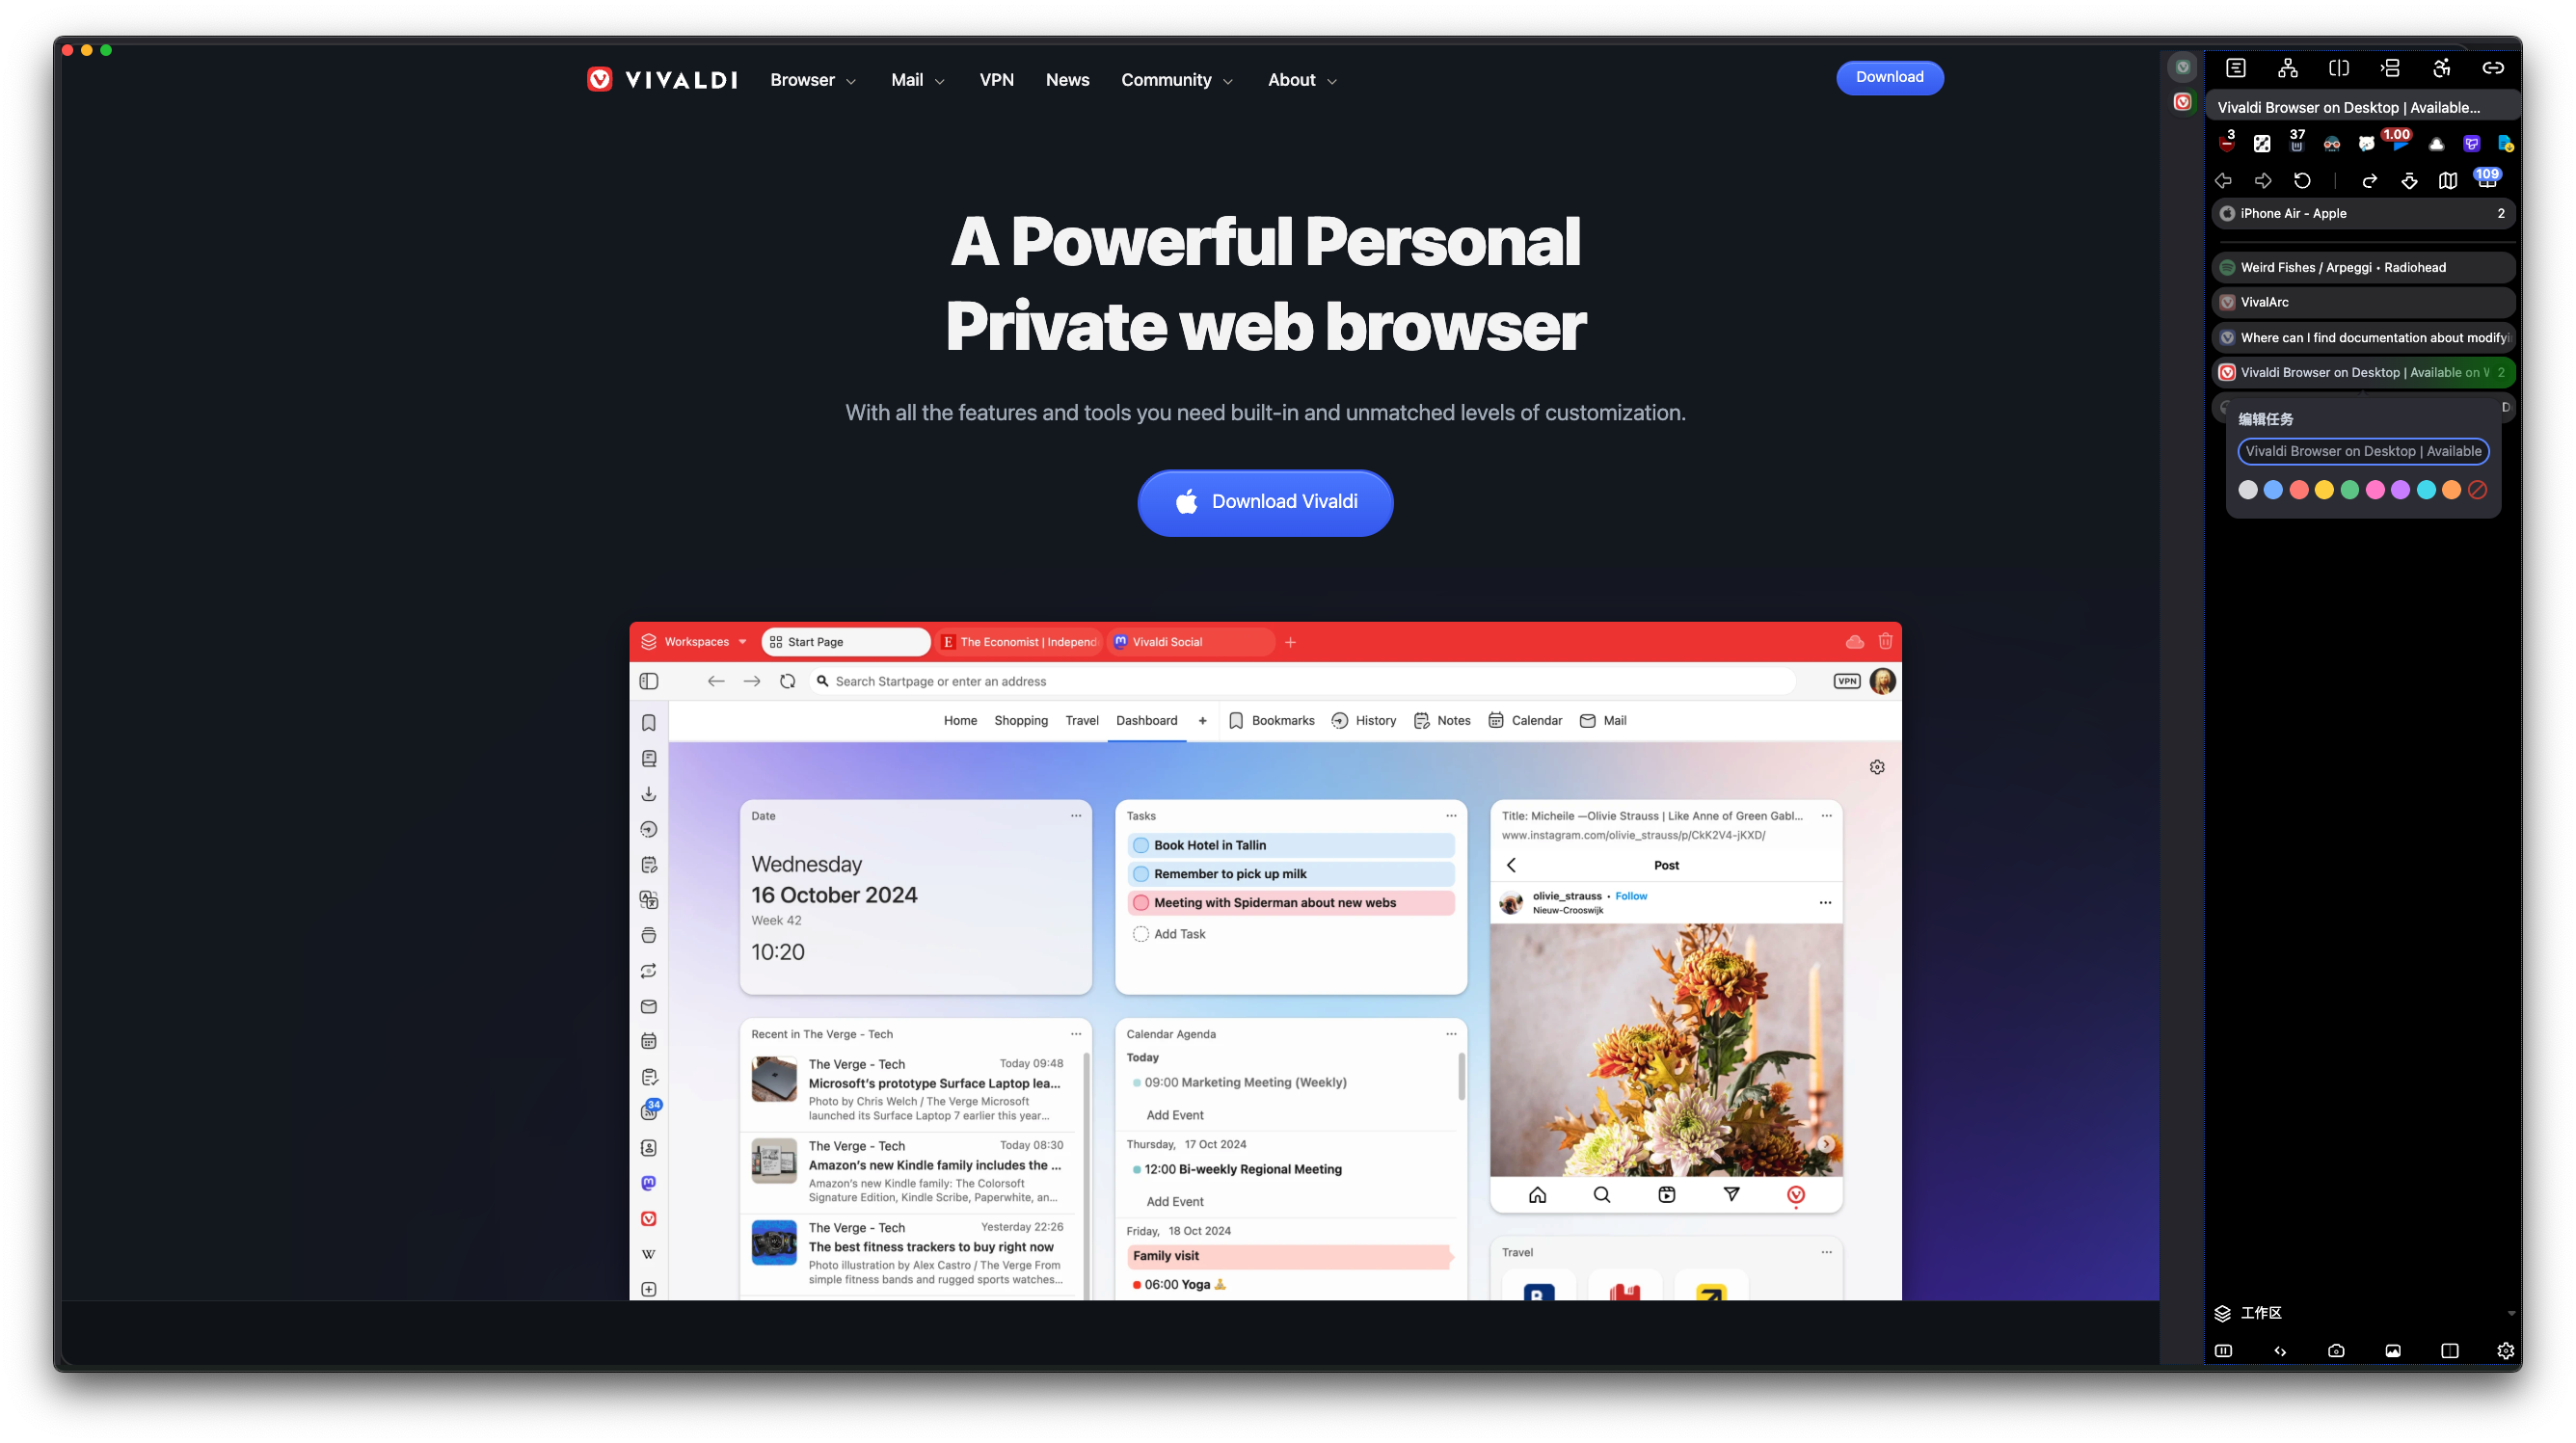 VIVALDI
Browser
Mail
VPN
News
Community
About
Download
A Powerful Personal
Private web browser
With all the features and tools you need built-in and unmatched levels of customization.
Download Vivaldi
Workspaces
Start Page
The Economist | Independ
Vivaldi Social
Search Startpage or enter an address
VPN
Home
Shopping
Travel
Dashboard
Bookmarks
History
Notes
Calendar
Mail
Date
Wednesday
16 October 2024
Week 42
10:20
Tasks
Book Hotel in Tallin
Remember to pick up milk
Meeting with Spiderman about new webs
Add Task
Title: Micheile —Olivie Strauss | Like Anne of Green Gabl...
www.instagram.com/olivie_strauss/p/CkK2V4-jKXD/
Post
olivie_strauss • Follow
Nieuw-Crooswijk
Recent in The Verge - Tech
The Verge - Tech Today 09:48
Microsoft's prototype Surface Laptop lea...
Photo by Chris Welch / The Verge Microsoft
launched its Surface Laptop 7 earlier this year...
The Verge - Tech Today 08:30
Amazon's new Kindle family includes the ...
Amazon's new Kindle family: The Colorsoft
Signature Edition, Kindle Scribe, Paperwhite, an...
The Verge - Tech Yesterday 22:26
The best fitness trackers to buy right now
Photo illustration by Alex Castro / The Verge From
simple fitness bands and rugged sports watches...
Calendar Agenda
Today
09:00 Marketing Meeting (Weekly)
Add Event
Thursday, 17 Oct 2024
12:00 Bi-weekly Regional Meeting
Add Event
Friday, 18 Oct 2024
Family visit
06:00 Yoga
Travel
34
W
Vivaldi Browser on Desktop | Available...
3
37
1.00
109
iPhone Air - Apple 2
Weird Fishes / Arpeggi • Radiohead
VivalArc
Where can I find documentation about modifyi
Vivaldi Browser on Desktop | Available on V 2
D
编辑任务
Vivaldi Browser on Desktop | Available
工作区